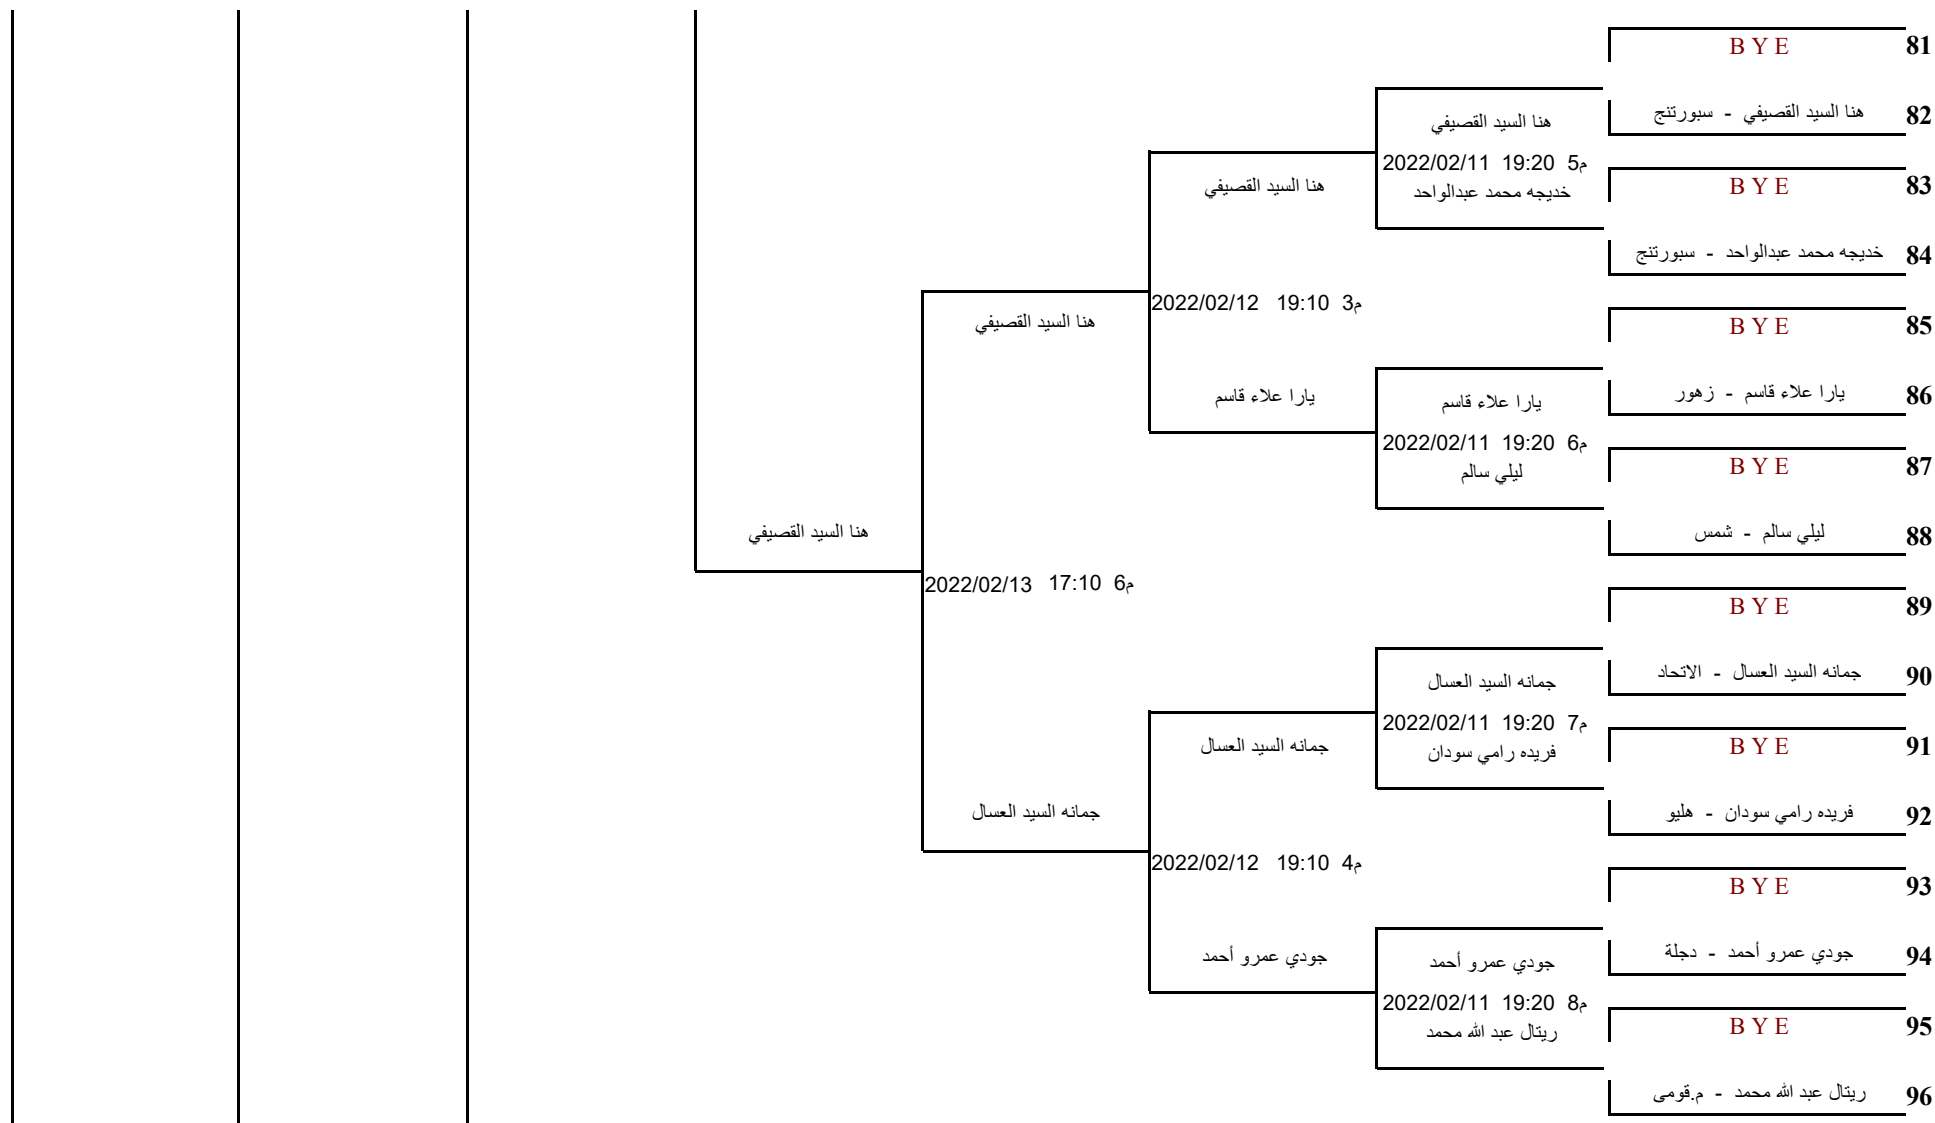 81 B Y E
82 هنا السيد القصيفي - سبورتنج
هنا السيد القصيفي
م5 19:20 2022/02/11
خديجه محمد عبدالواحد
83 B Y E
84 خديجه محمد عبدالواحد - سبورتنج
هنا السيد القصيفي
م3 19:10 2022/02/12
يارا علاء قاسم
85 B Y E
86 يارا علاء قاسم - زهور
يارا علاء قاسم
م6 19:20 2022/02/11
ليلي سالم
87 B Y E
88 ليلي سالم - شمس
هنا السيد القصيفي
م6 17:10 2022/02/13
جمانه السيد العسال
هنا السيد القصيفي
89 B Y E
90 جمانه السيد العسال - الاتحاد
جمانه السيد العسال
م7 19:20 2022/02/11
فريده رامي سودان
91 B Y E
92 فريده رامي سودان - هليو
جمانه السيد العسال
م4 19:10 2022/02/12
جودي عمرو أحمد
93 B Y E
94 جودي عمرو أحمد - دجلة
جودي عمرو أحمد
م8 19:20 2022/02/11
ريتال عبد الله محمد
95 B Y E
96 ريتال عبد الله محمد - م.قومى